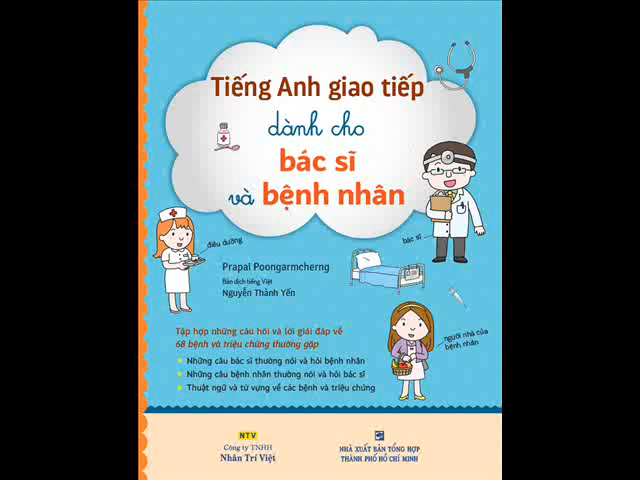 Tiếng Anh giao tiếp
dành cho
bác sĩ
và bệnh nhân
điều dưỡng
bác sĩ
Prapal Poongarmcherng
Bản dịch tiếng Việt
Nguyễn Thành Yến
người nhà của
bệnh nhân
Tập hợp những câu hỏi và lời giải đáp về
68 bệnh và triệu chứng thường gặp
Những câu bác sĩ thường nói và hỏi bệnh nhân
Những câu bệnh nhân thường nói và hỏi bác sĩ
Thuật ngữ và từ vựng về các bệnh và triệu chứng
NTV
Công ty TNHH
Nhân Trí Việt
NHÀ XUẤT BẢN TỔNG HỢP
THÀNH PHỐ HỒ CHÍ MINH